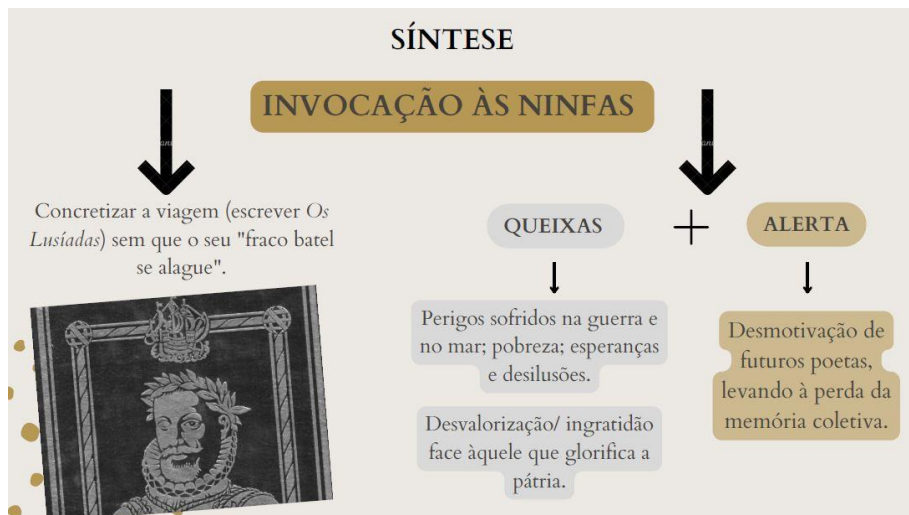 SÍNTESE
INVOCAÇÃO ÀS NINFAS
Concretizar a viagem (escrever Os
Lusíadas) sem que o seu "fraco batel
se alague".
QUEIXAS
+
ALERTA
Perigos sofridos na guerra e
no mar; pobreza; esperanças
e desilusões.
Desvalorização/ ingratidão
face àquele que glorifica a
pátria.
Desmotivação de
futuros poetas,
levando à perda da
memória coletiva.